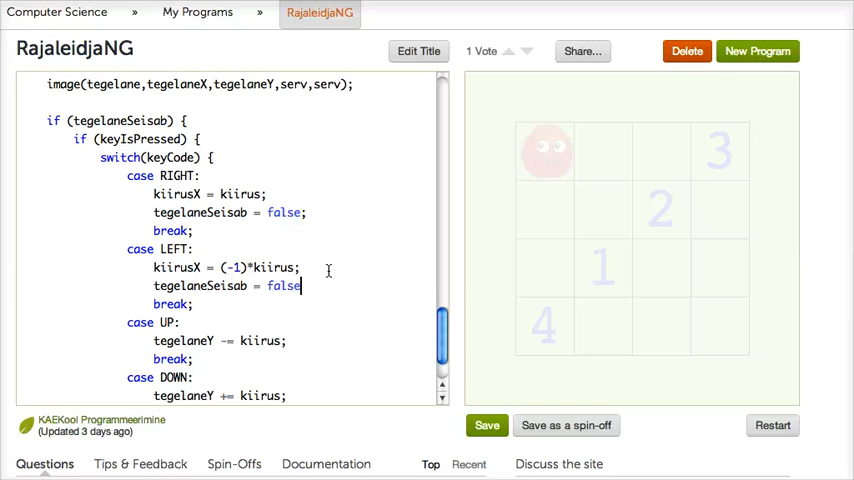 Computer Science » My Programs » RajaleidjaNG
RajaleidjaNG
Edit Title
1 Vote
Share...
Delete
New Program
image(tegelane,tegelaneX,tegelaneY,serv,serv);
if (tegelaneSeisab) {
if (keyIsPressed) {
switch(keyCode) {
case RIGHT:
kiirusX = kiirus;
tegelaneSeisab = false;
break;
case LEFT:
kiirusX = (-1)*kiirus;
tegelaneSeisab = false
break;
case UP:
tegelaneY -= kiirus;
break;
case DOWN:
tegelaneY += kiirus;
3
2
1
4
KAEKool Programmeerimine
(Updated 3 days ago)
Save
Save as a spin-off
Restart
Questions Tips & Feedback Spin-Offs Documentation Top Recent Discuss the site